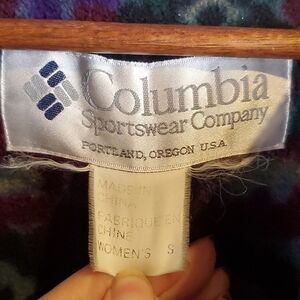 Columbia
Sportswear Company
PORTLAND, OREGON U.S.A.
MADE IN
CHINA
FABRIQUE EN
CHINE
WOMEN'S S